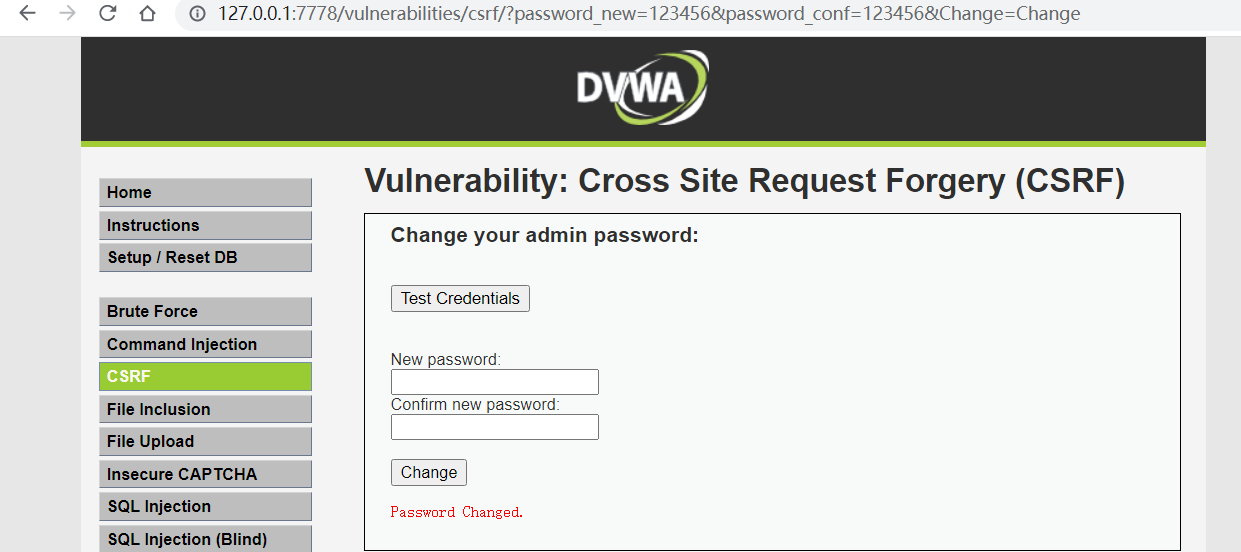 127.0.0.1:7778/vulnerabilities/csrf/?password_new=123456&password_conf=123456&Change=Change
DVWA
Vulnerability: Cross Site Request Forgery (CSRF)
Home
Instructions
Setup / Reset DB
Brute Force
Command Injection
CSRF
File Inclusion
File Upload
Insecure CAPTCHA
SQL Injection
SQL Injection (Blind)
Change your admin password:
Test Credentials
New password:
Confirm new password:
Change
Password Changed.